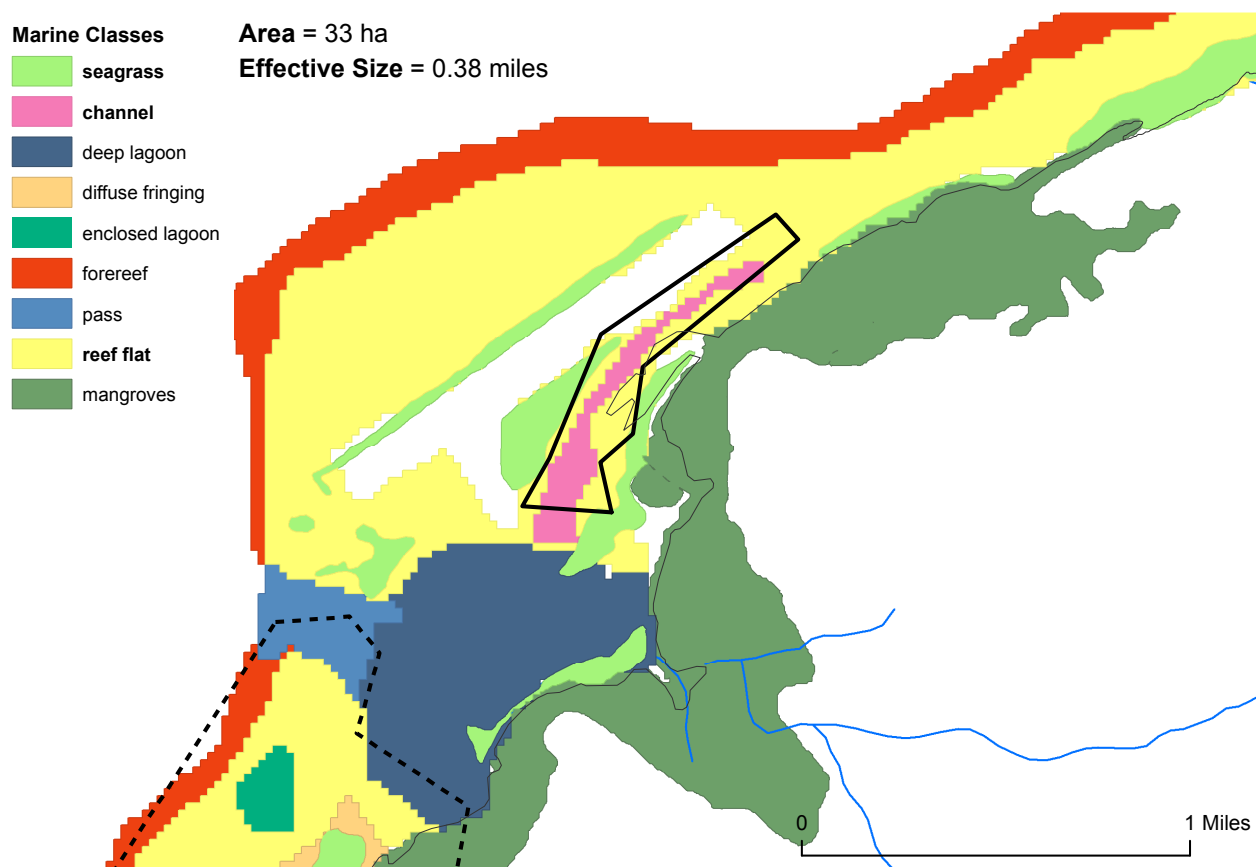 Marine Classes
seagrass
channel
deep lagoon
diffuse fringing
enclosed lagoon
forereef
pass
reef flat
mangroves
Area = 33 ha
Effective Size = 0.38 miles
0
1 Miles